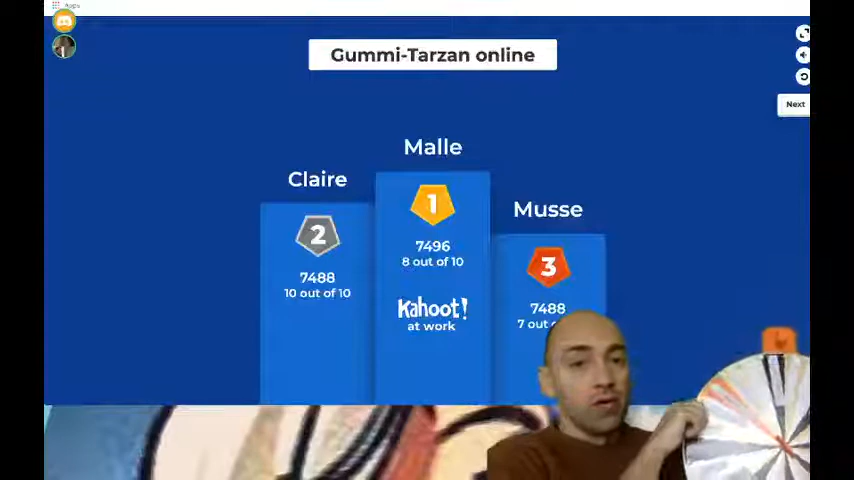 Apps
Gummi-Tarzan online
Next
Malle
Claire
Musse
1
2
3
7496
8 out of 10
7488
10 out of 10
7488
7 out
Kahoot!
at work